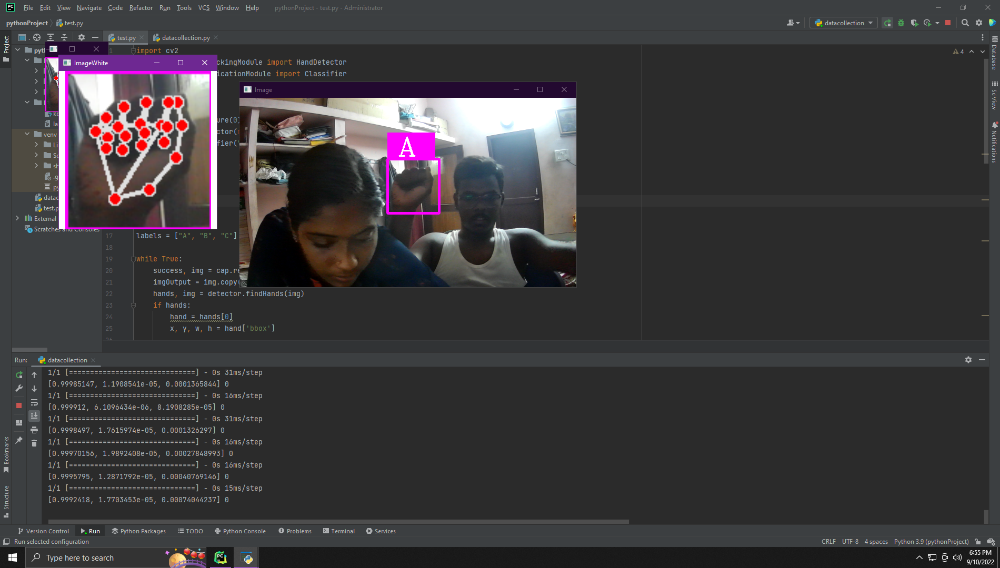 PC File Edit View Navigate Code Refactor Run Tools VCS Window Help pythonProject - test.py - Administrator
pythonProject test.py
datacollection
Project
test.py datacollection.py
1 import cv2
ckingModule import HandDetector
icationModule import Classifier
4
ImageWhite
Image
ure(0)
ctor(
fier('
A
venv
Li
Sc
sh
.g
py
datac
test.p
External
Scratches and Consoles
17 labels = ["A", "B", "C"]
18
19 while True:
20 success, img = cap.re
21 imgOutput = img.copy(
22 hands, img = detector.findHands(img)
23 if hands:
24 hand = hands[0]
25 x, y, w, h = hand['bbox']
26
Database
SciView
Notifications
Run: datacollection
1/1 [==============================] - 0s 31ms/step
[0.99985147, 1.1908541e-05, 0.0001365844] 0
1/1 [==============================] - 0s 16ms/step
[0.999912, 6.1096434e-06, 8.1908285e-05] 0
1/1 [==============================] - 0s 31ms/step
[0.9998497, 1.7615974e-05, 0.0001326297] 0
1/1 [==============================] - 0s 16ms/step
[0.99970156, 1.9892408e-05, 0.00027848993] 0
1/1 [==============================] - 0s 16ms/step
[0.9995795, 1.2871792e-05, 0.00040769146] 0
1/1 [==============================] - 0s 15ms/step
[0.9992418, 1.7703453e-05, 0.00074044237] 0
Bookmarks
Structure
Version Control Run Python Packages TODO Python Console Problems Terminal Services
Run selected configuration CRLF UTF-8 4 spaces Python 3.9 (pythonProject)
Type here to search
6:55 PM
9/10/2022